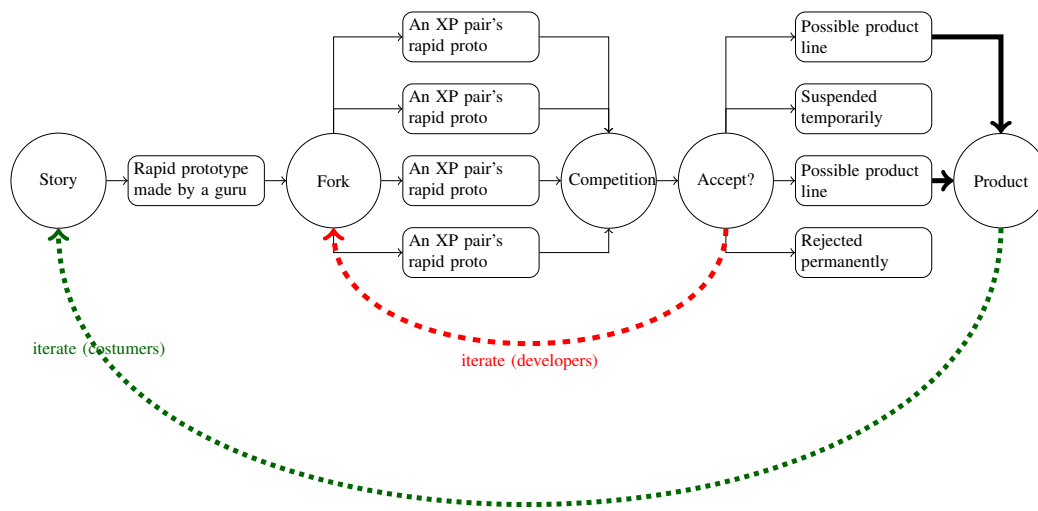 Story
Rapid prototype
made by a guru
Fork
An XP pair's
rapid proto
An XP pair's
rapid proto
An XP pair's
rapid proto
An XP pair's
rapid proto
Competition
Accept?
Possible product
line
Suspended
temporarily
Possible product
line
Rejected
permanently
Product
iterate (costumers)
iterate (developers)